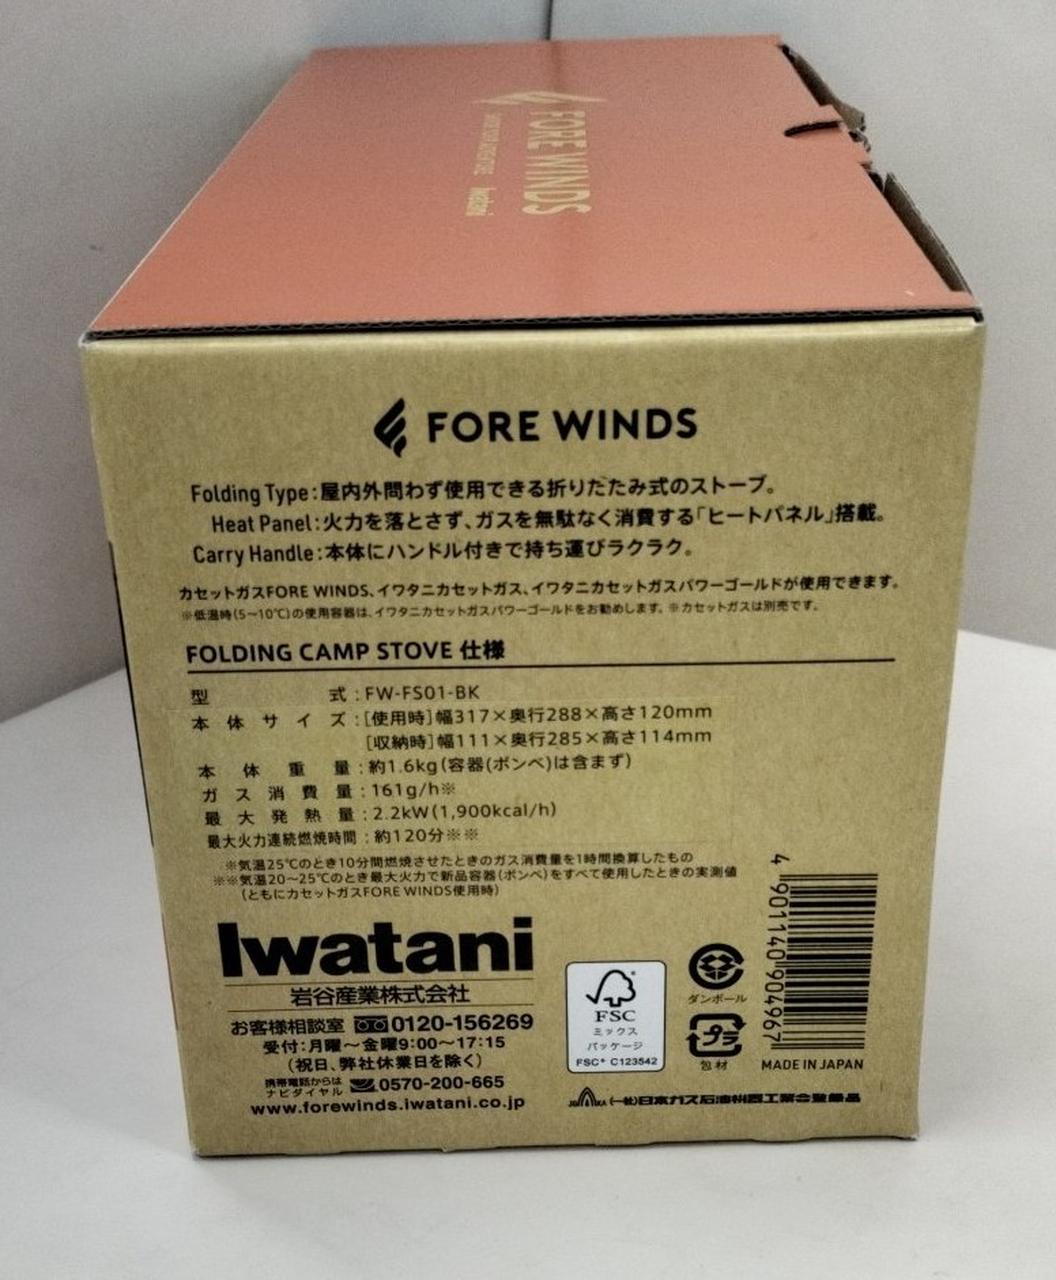 FORE WINDS
Iwatani
FORE WINDS
Folding Type:屋内外問わず使用できる折りたたみ式のストーブ。
Heat Panel:火力を落とさず、ガスを無駄なく消費する「ヒートパネル」搭載。
Carry Handle:本体にハンドル付きで持ち運びラクラク。
カセットガスFORE WINDS、イワタニカセットガス、イワタニカセットガスパワーゴールドが使用できます。
※低温時(5~10℃)の使用容器は、イワタニカセットガスパワーゴールドをお勧めします。※カセットガスは別売です。
FOLDING CAMP STOVE 仕様
型式:FW-FS01-BK
本体サイズ:[使用時]幅317×奥行288×高さ120mm
[収納時]幅111×奥行285×高さ114mm
本体重量:約1.6kg(容器(ボンベ)は含まず)
ガス消費量:161g/h※
最大発熱量:2.2kW(1,900kcal/h)
最大火力連続燃焼時間:約120分※※
※気温25℃のとき10分間燃焼させたときのガス消費量を1時間換算したもの
※※気温20~25℃のとき最大火力で新品容器(ボンベ)をすべて使用したときの実測値
(ともにカセットガスFORE WINDS使用時)
Iwatani
岩谷産業株式会社
お客様相談室 0120-156269
受付:月曜~金曜9:00~17:15
(祝日、弊社休業日を除く)
携帯電話からは
ナビダイヤル 0570-200-665
www.forewinds.iwatani.co.jp
FSC
ミックス
パッケージ
FSC® C123542
ダンボール
プラ
包材
4 901140 904967
MADE IN JAPAN
(一社)日本ガス石油機器工業会登録品